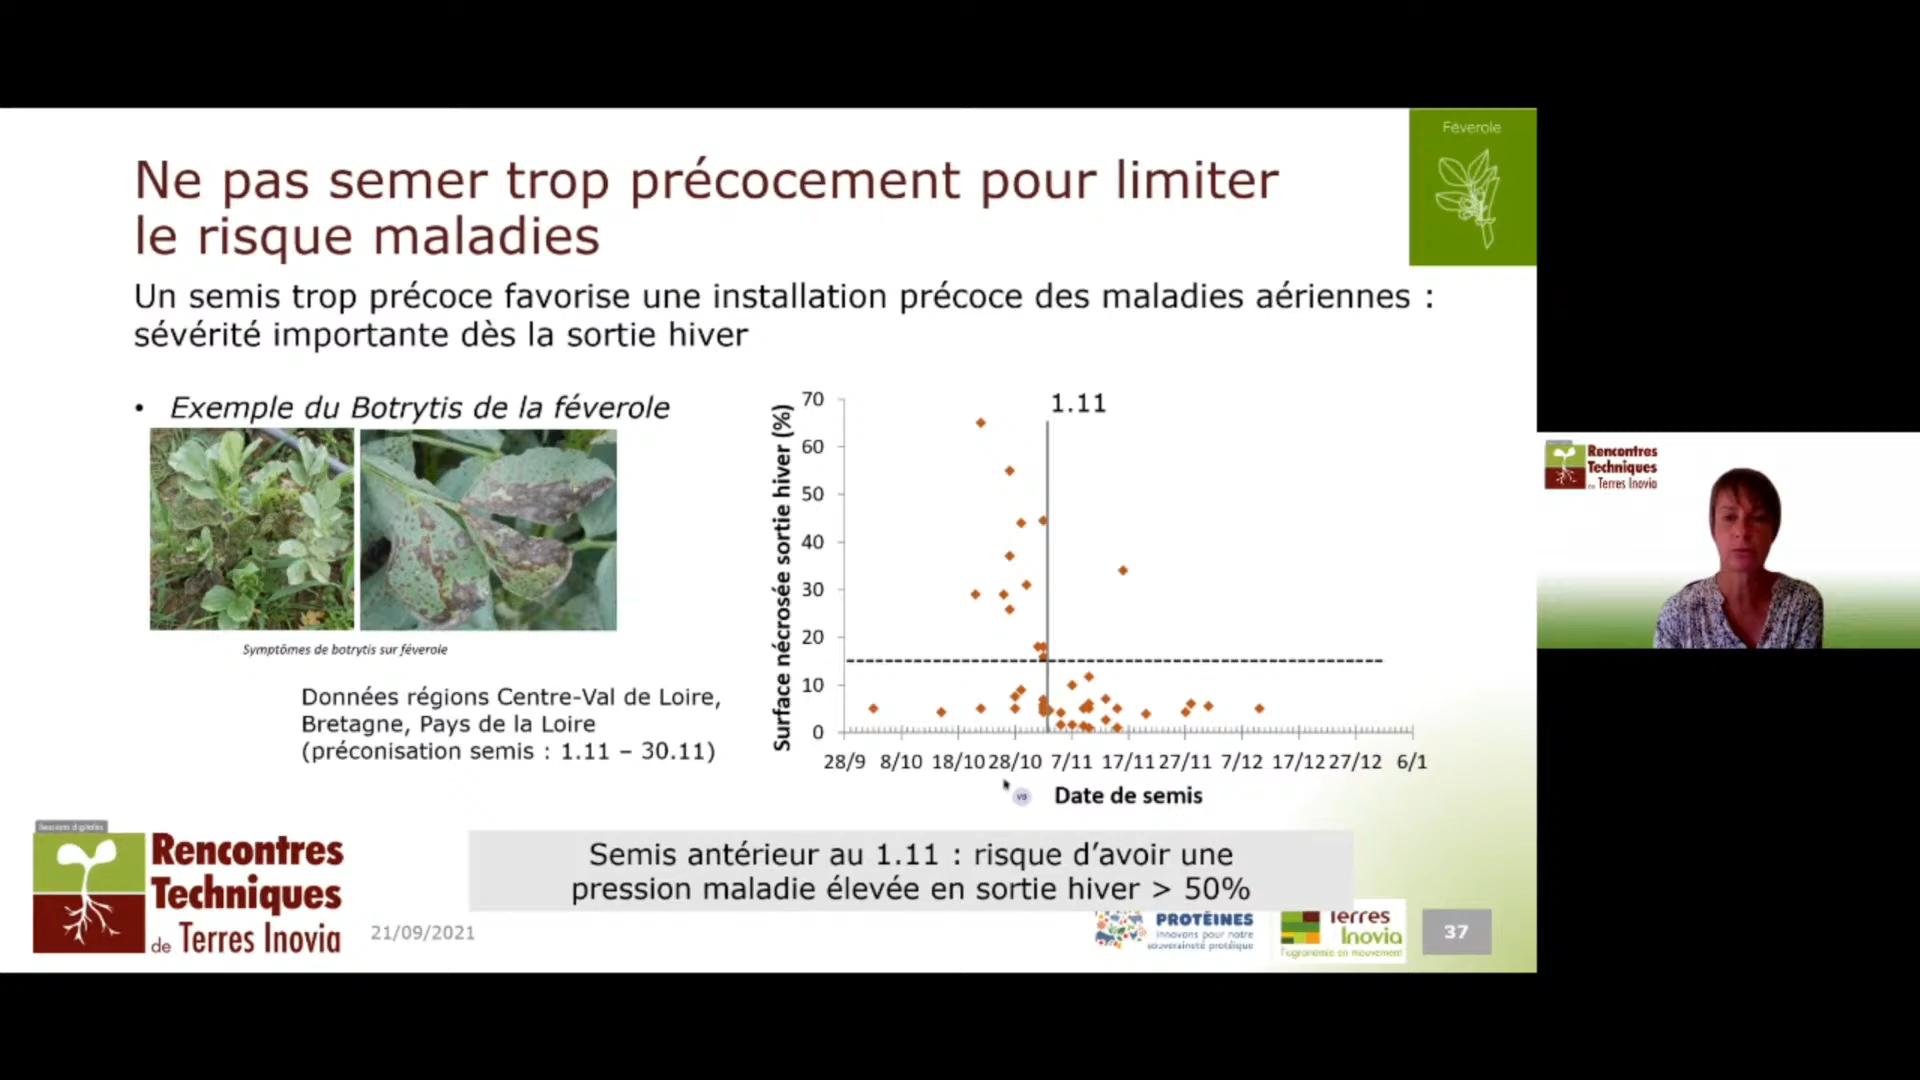 Féverole
Ne pas semer trop précocement pour limiter
le risque maladies
Un semis trop précoce favorise une installation précoce des maladies aériennes :
sévérité importante dès la sortie hiver
• Exemple du Botrytis de la féverole
Symptômes de botrytis sur féverole
Données régions Centre-Val de Loire,
Bretagne, Pays de la Loire
(préconisation semis : 1.11 – 30.11)
Surface nécrosée sortie hiver (%)
70
60
50
40
30
20
10
0
1.11
28/9 8/10 18/10 28/10 7/11 17/11 27/11 7/12 17/12 27/12 6/1
Date de semis
VB
Semis antérieur au 1.11 : risque d’avoir une
pression maladie élevée en sortie hiver > 50%
Sessions digitales
Rencontres
Techniques
de Terres Inovia
21/09/2021
PROTÉINES
innovons pour notre
souveraineté protéique
Terres
Inovia
l'agronomie en mouvement
37
Rencontres
Techniques
de Terres Inovia